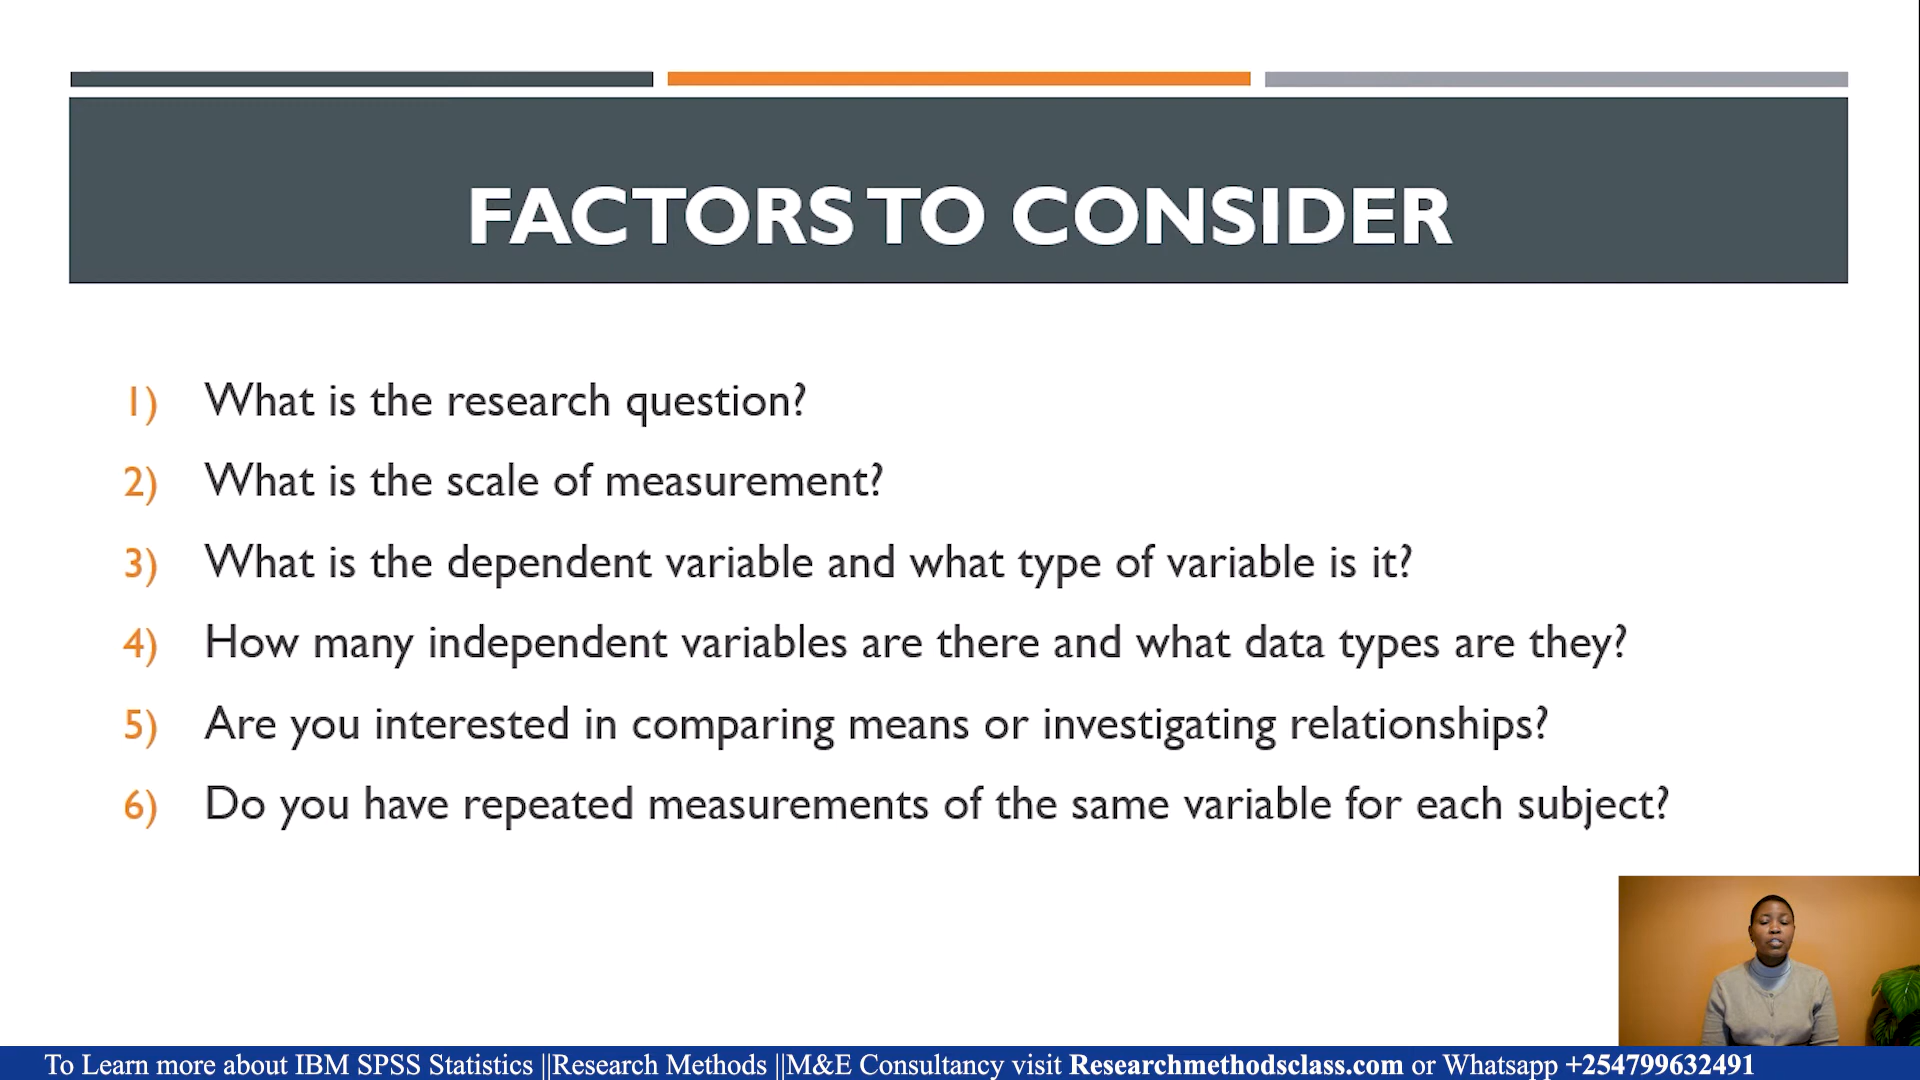 FACTORS TO CONSIDER
1) What is the research question?
2) What is the scale of measurement?
3) What is the dependent variable and what type of variable is it?
4) How many independent variables are there and what data types are they?
5) Are you interested in comparing means or investigating relationships?
6) Do you have repeated measurements of the same variable for each subject?
To Learn more about IBM SPSS Statistics ||Research Methods ||M&E Consultancy visit Researchmethodsclass.com or Whatsapp +254799632491